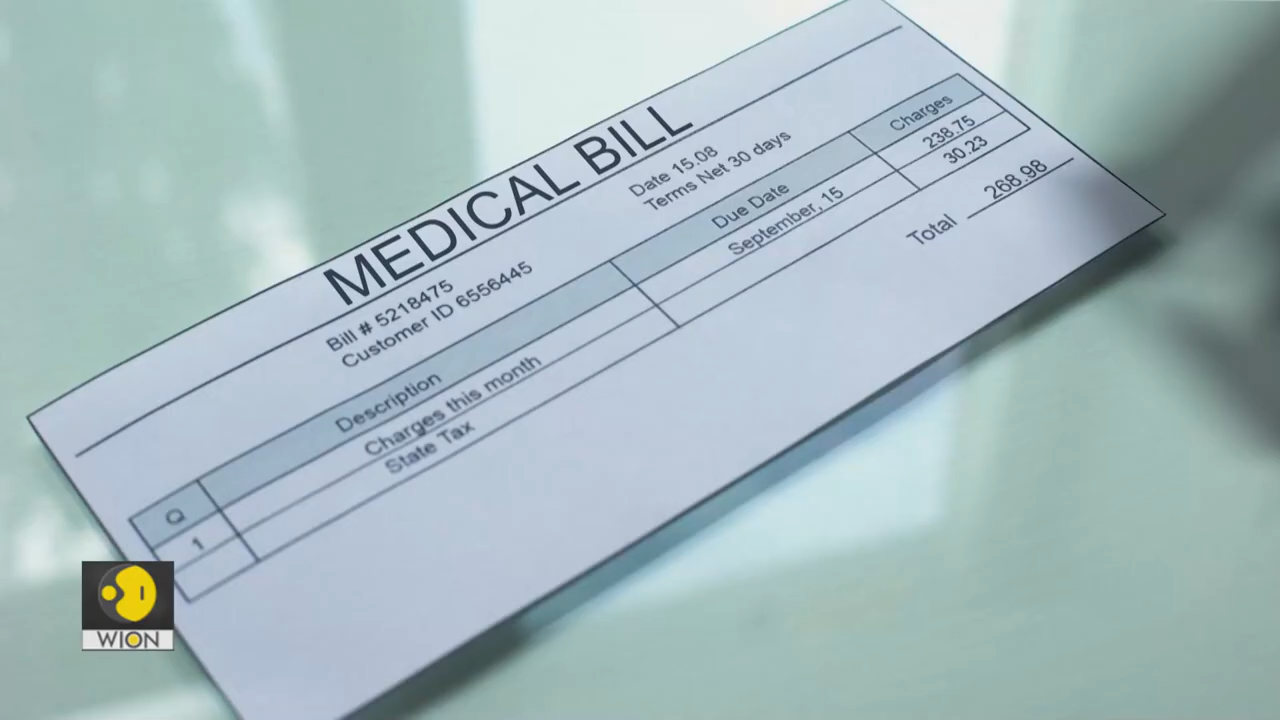 MEDICAL BILL
Bill # 5218475
Customer ID 6556445
Date 15.08
Terms Net 30 days
Q Description Due Date Charges
1 Charges this month September, 15 238.75
State Tax 30.23
Total 268.98
WION